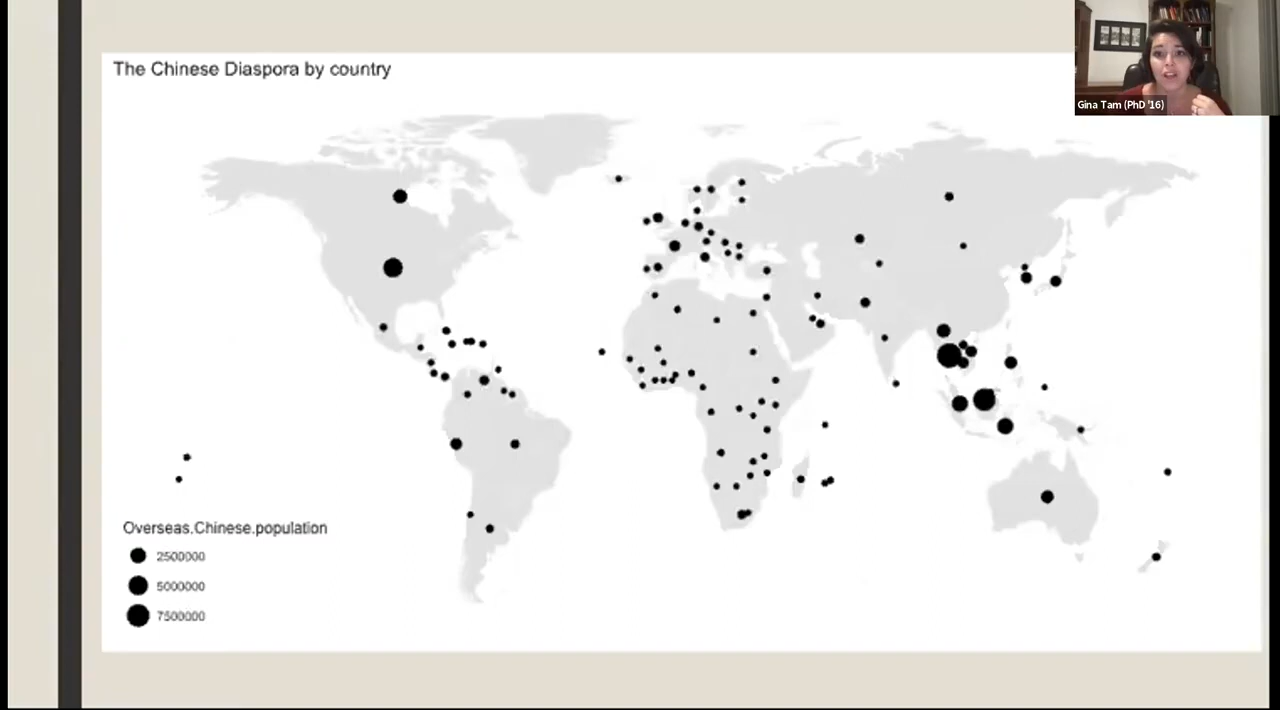 The Chinese Diaspora by country
Gina Tam (PhD '16)
Overseas.Chinese.population
2500000
5000000
7500000